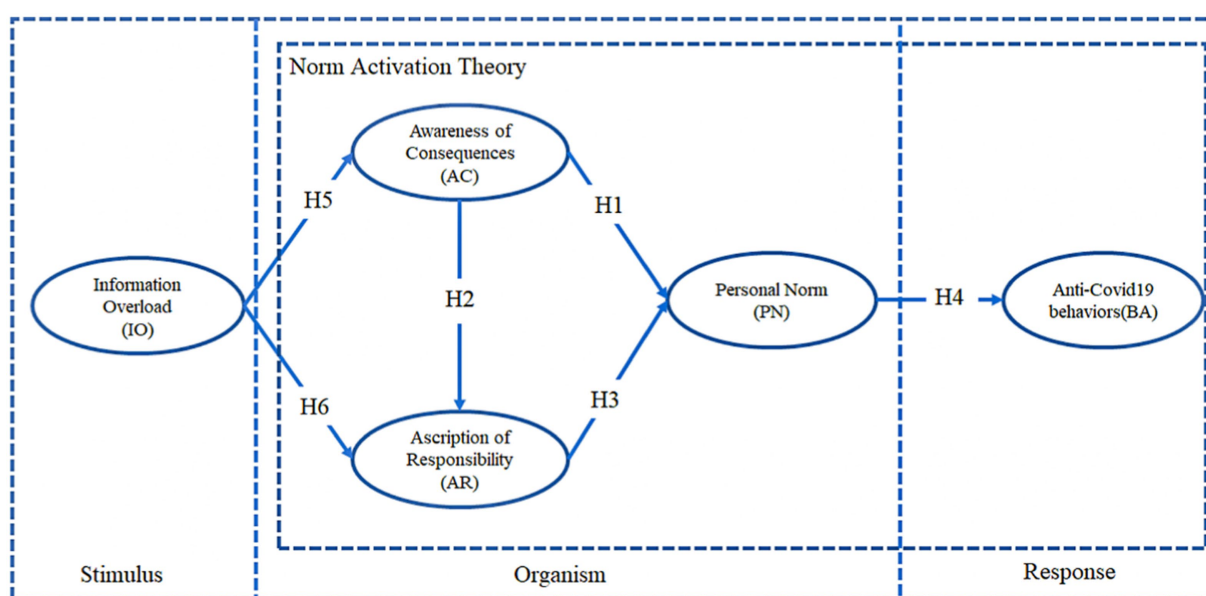 Norm Activation Theory
Awareness of
Consequences
(AC)
H5
H1
Information
Overload
(IO)
H2
Personal Norm
(PN)
H4
Anti-Covid19
behaviors(BA)
H6
H3
Ascription of
Responsibility
(AR)
Stimulus
Organism
Response